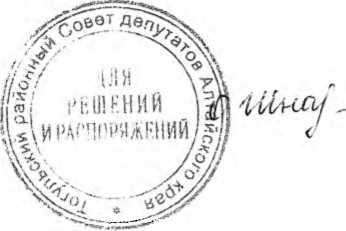 Тогульский районный Совет депутатов Алтайского края
*
ДЛЯ
РЕШЕНИЙ
И РАСПОРЯЖЕНИЙ